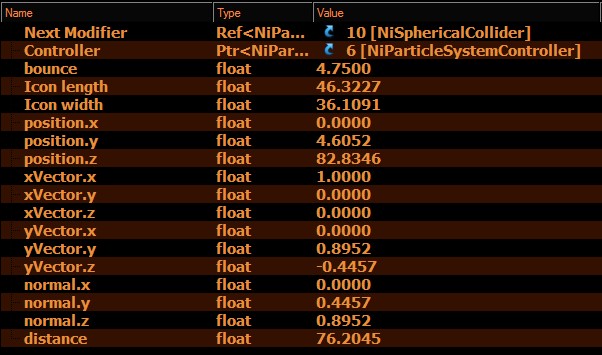 Name Type Value
Next Modifier Ref<NiPa... 10 [NiSphericalCollider]
Controller Ptr<NiPar... 6 [NiParticleSystemController]
bounce float 4.7500
Icon length float 46.3227
Icon width float 36.1091
position.x float 0.0000
position.y float 4.6052
position.z float 82.8346
xVector.x float 1.0000
xVector.y float 0.0000
xVector.z float 0.0000
yVector.x float 0.0000
yVector.y float 0.8952
yVector.z float -0.4457
normal.x float 0.0000
normal.y float 0.4457
normal.z float 0.8952
distance float 76.2045